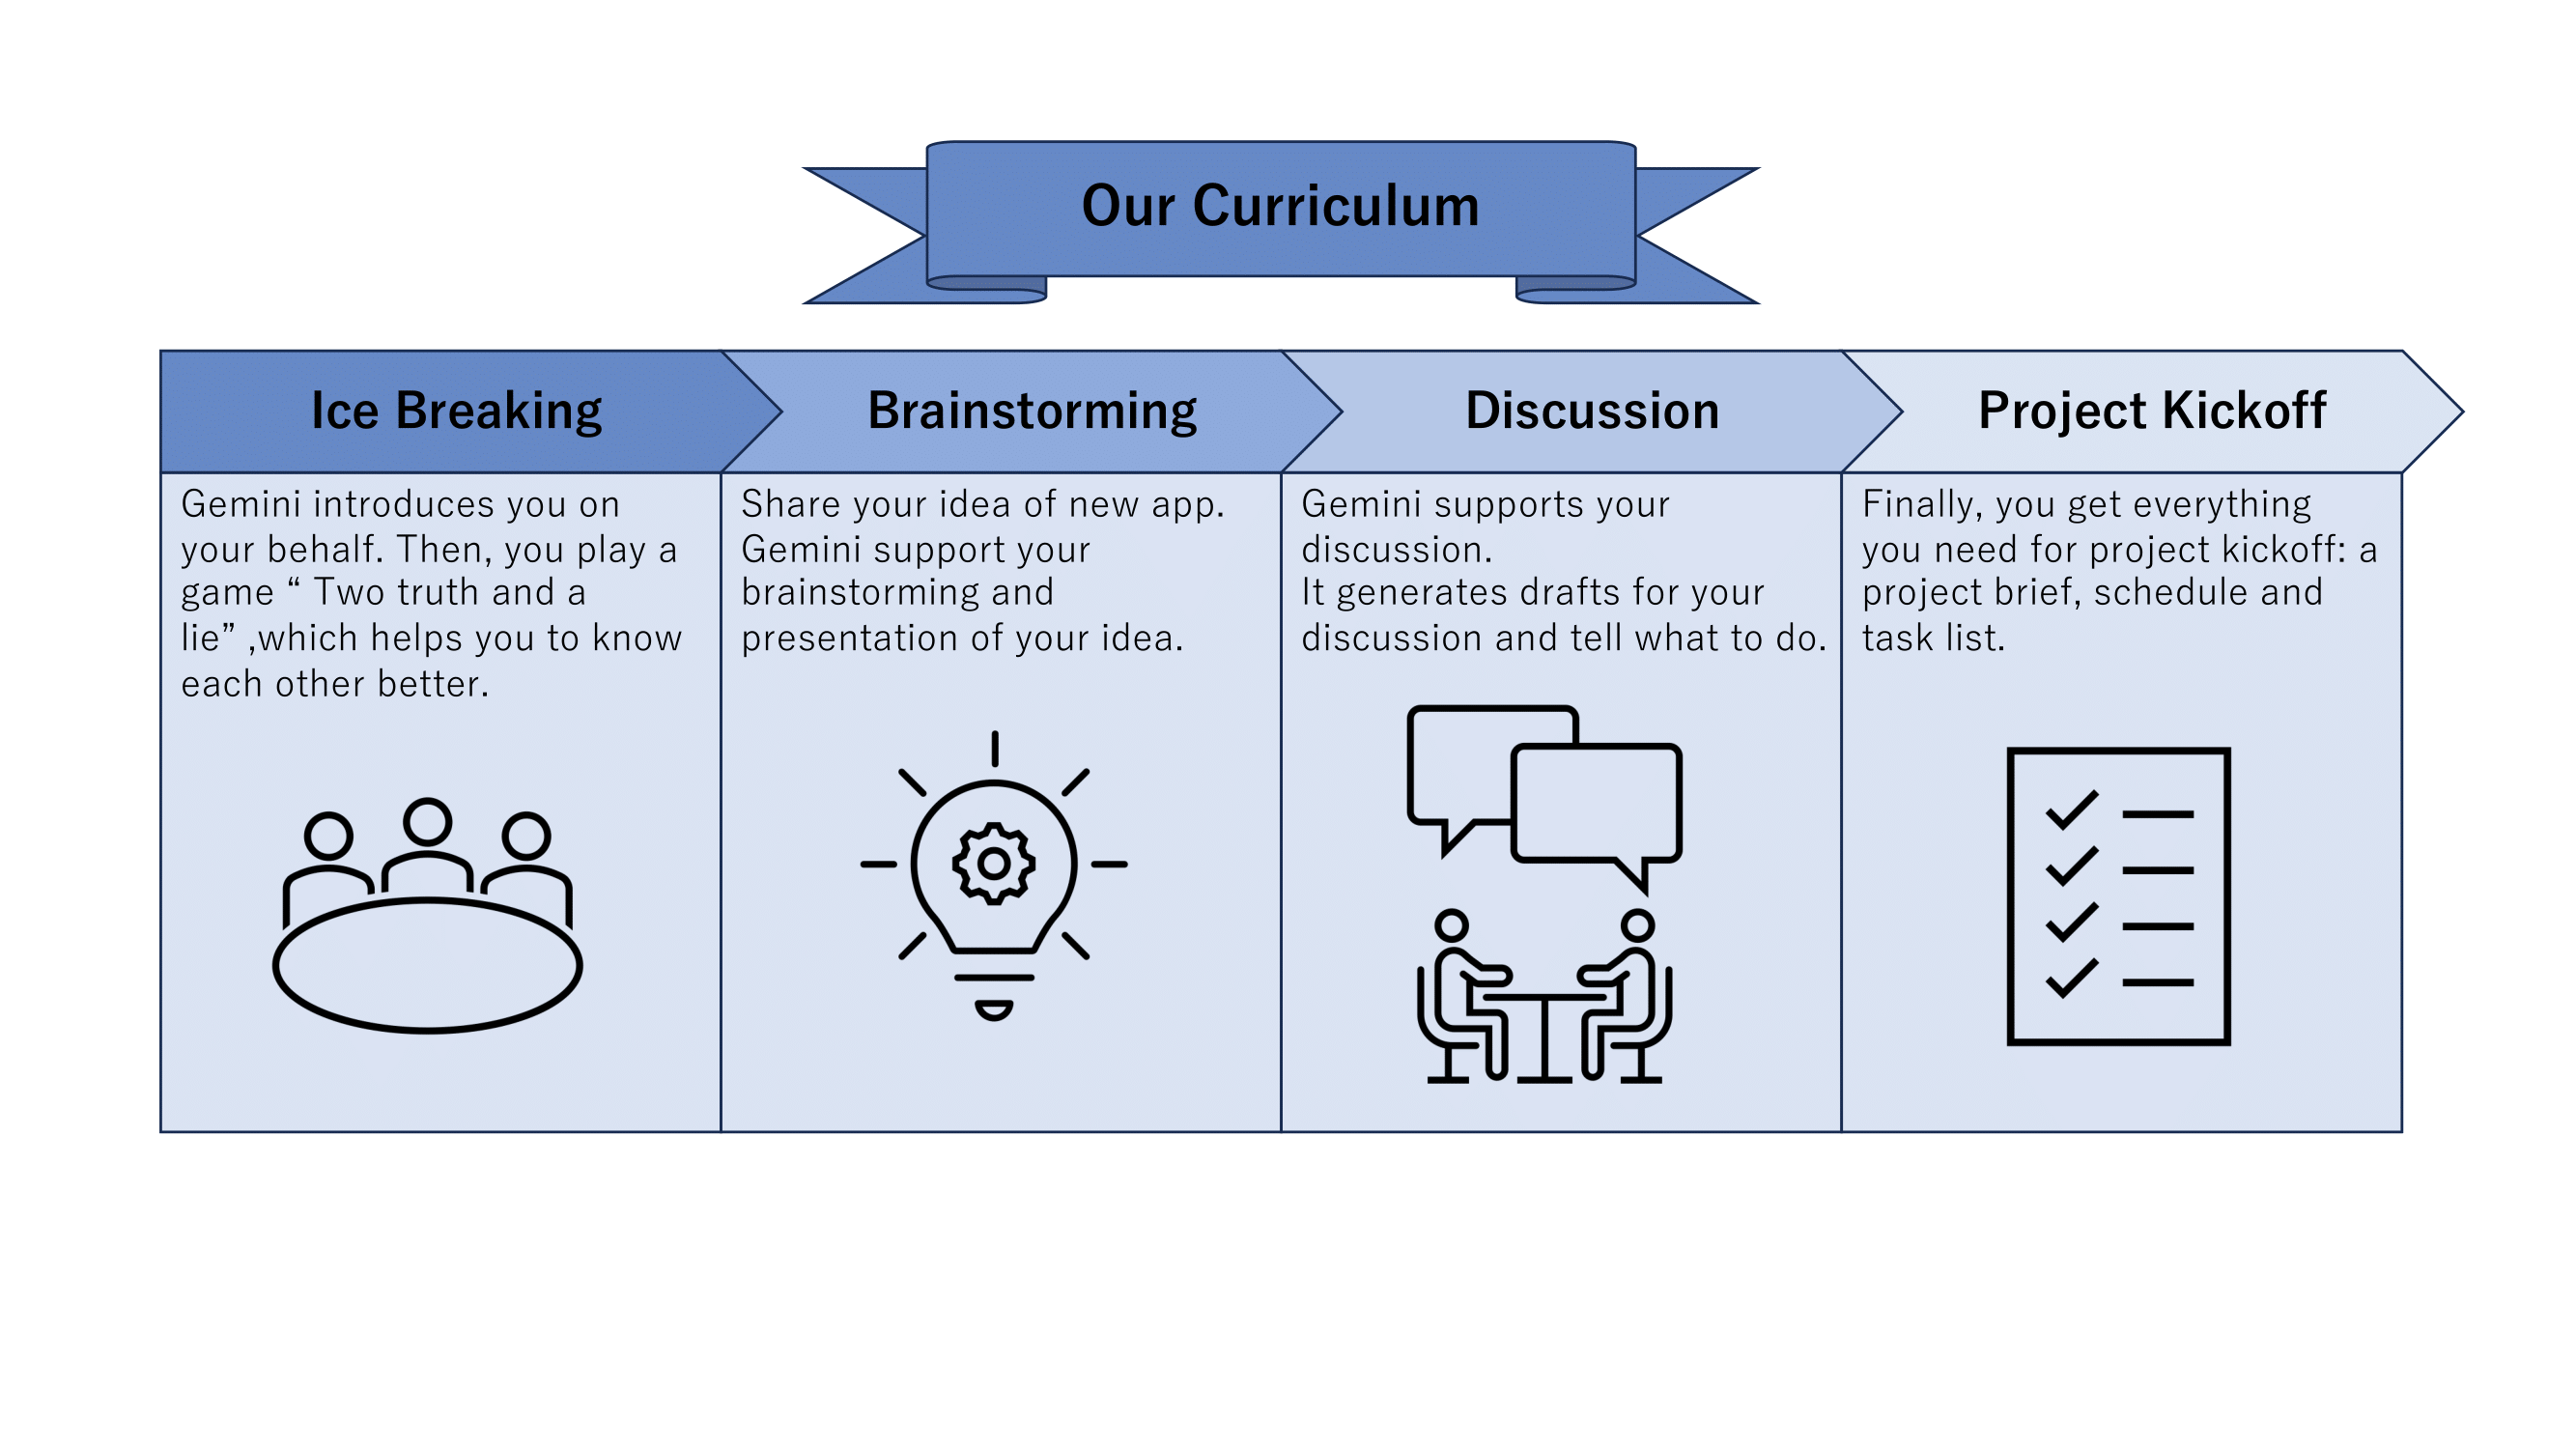 Our Curriculum
Ice Breaking
Brainstorming
Discussion
Project Kickoff
Gemini introduces you on
your behalf. Then, you play a
game “ Two truth and a
lie” ,which helps you to know
each other better.
Share your idea of new app.
Gemini support your
brainstorming and
presentation of your idea.
Gemini supports your
discussion.
It generates drafts for your
discussion and tell what to do.
Finally, you get everything
you need for project kickoff: a
project brief, schedule and
task list.